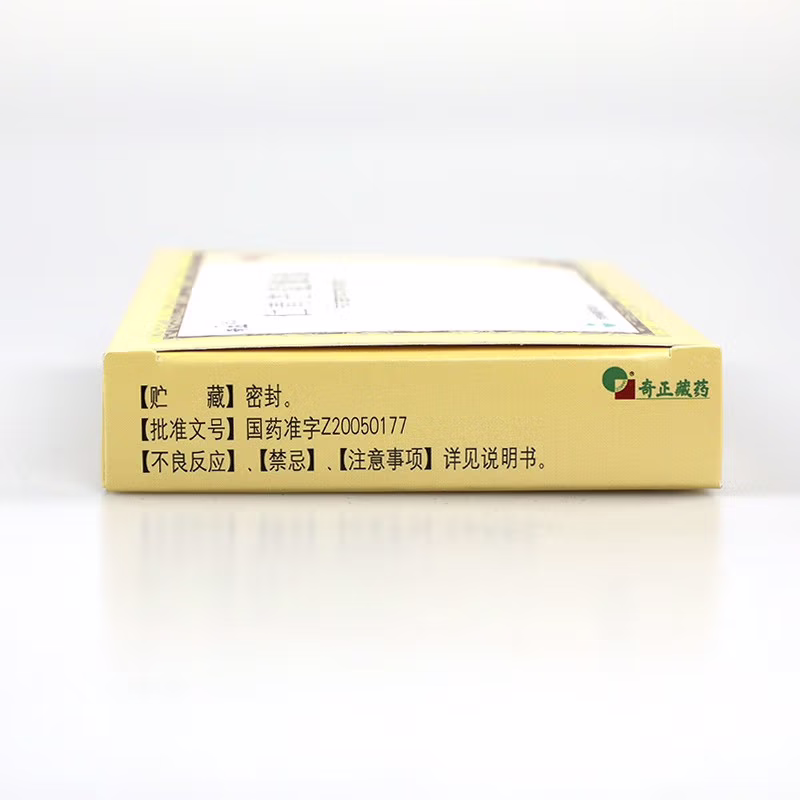 奇正藏药
【贮 藏】密封。
【批准文号】国药准字Z20050177
【不良反应】、【禁忌】、【注意事项】详见说明书。